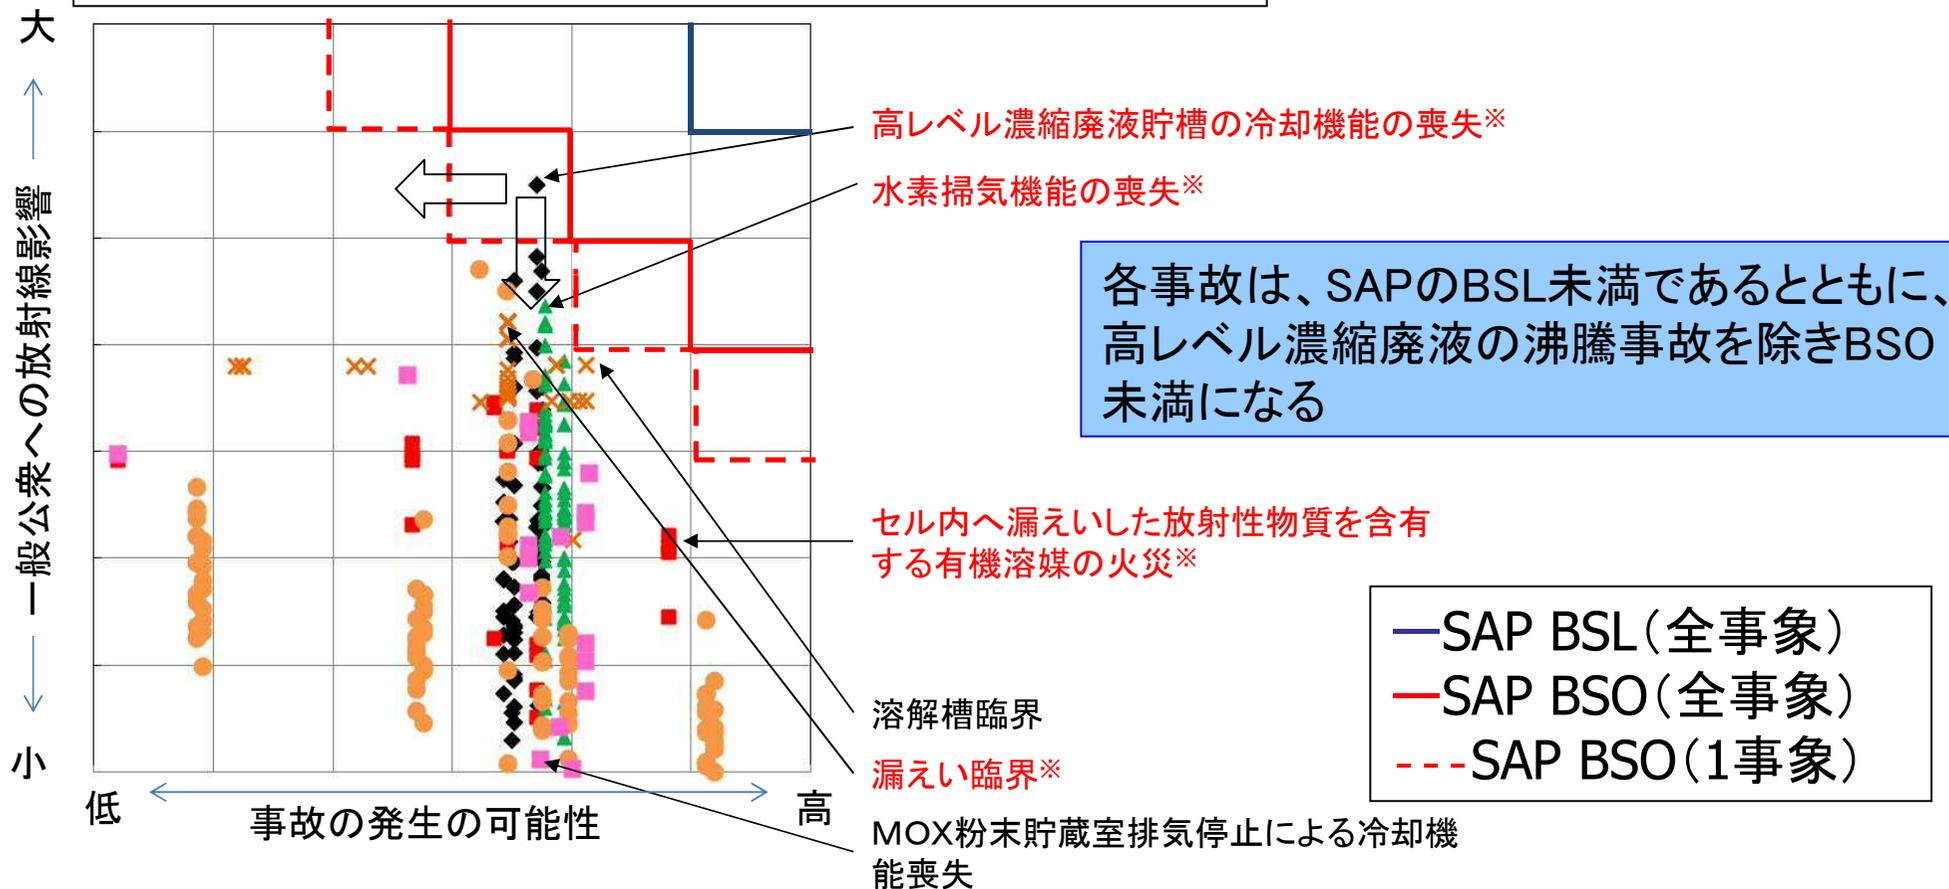 大
一般公衆への放射線影響
小
低
事故の発生の可能性
高
高レベル濃縮廃液貯槽の冷却機能の喪失※
水素掃気機能の喪失※
各事故は、SAPのBSL未満であるとともに、
高レベル濃縮廃液の沸騰事故を除きBSO
未満になる
セル内へ漏えいした放射性物質を含有
する有機溶媒の火災※
溶解槽臨界
漏えい臨界※
MOX粉末貯蔵室排気停止による冷却機
能喪失
SAP BSL（全事象）
SAP BSO（全事象）
SAP BSO（1事象）